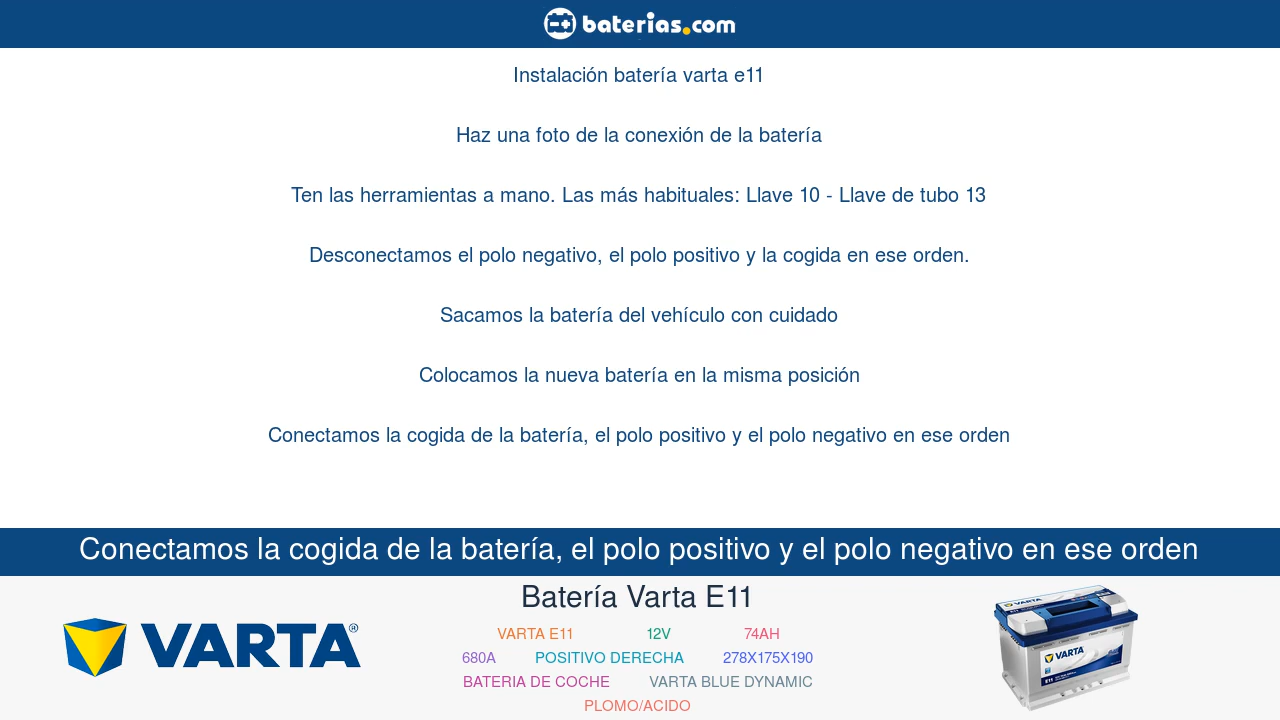 baterias.com
Instalación batería varta e11
Haz una foto de la conexión de la batería
Ten las herramientas a mano. Las más habituales: Llave 10 - Llave de tubo 13
Desconectamos el polo negativo, el polo positivo y la cogida en ese orden.
Sacamos la batería del vehículo con cuidado
Colocamos la nueva batería en la misma posición
Conectamos la cogida de la batería, el polo positivo y el polo negativo en ese orden
Conectamos la cogida de la batería, el polo positivo y el polo negativo en ese orden
Batería Varta E11
VARTA®
VARTA E11 12V 74AH
680A POSITIVO DERECHA 278X175X190
BATERIA DE COCHE VARTA BLUE DYNAMIC
PLOMO/ACIDO
VARTA
VARTA
E11